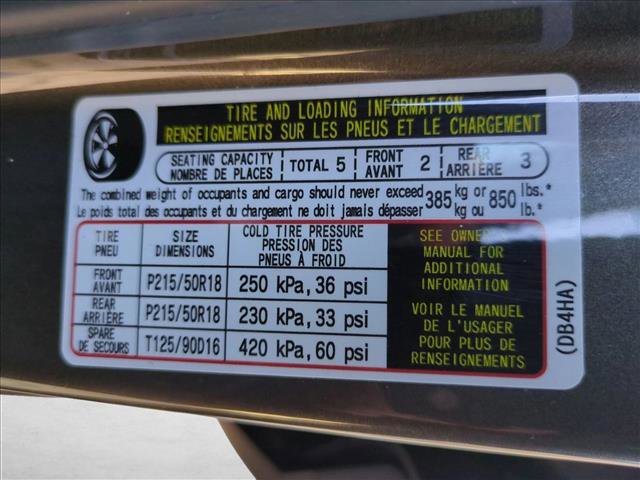 TIRE AND LOADING INFORMATION
RENSEIGNEMENTS SUR LES PNEUS ET LE CHARGEMENT
SEATING CAPACITY
NOMBRE DE PLACES
TOTAL 5
FRONT
AVANT
2
REAR
ARRIÈRE
3
The combined weight of occupants and cargo should never exceed 385 kg or 850 lbs.*
Le poids total des occupants et du chargement ne doit jamais dépasser kg ou lb.*
TIRE
PNEU
SIZE
DIMENSIONS
COLD TIRE PRESSURE
PRESSION DES
PNEUS À FROID
FRONT
AVANT
P215/50R18
250 kPa, 36 psi
REAR
ARRIÈRE
P215/50R18
230 kPa, 33 psi
SPARE
DE SECOURS
T125/90D16
420 kPa, 60 psi
SEE OWNER'S
MANUAL FOR
ADDITIONAL
INFORMATION
VOIR LE MANUEL
DE L'USAGER
POUR PLUS DE
RENSEIGNEMENTS
(DB4HA)